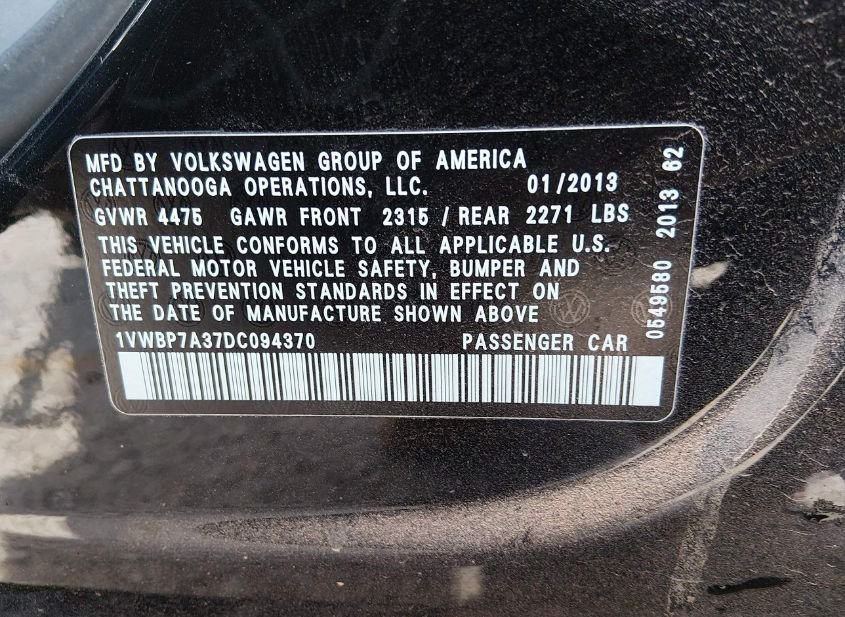 MFD BY VOLKSWAGEN GROUP OF AMERICA
CHATTANOOGA OPERATIONS, LLC. 01/2013
GVWR 4475 GAWR FRONT 2315 / REAR 2271 LBS
THIS VEHICLE CONFORMS TO ALL APPLICABLE U.S.
FEDERAL MOTOR VEHICLE SAFETY, BUMPER AND
THEFT PREVENTION STANDARDS IN EFFECT ON
THE DATE OF MANUFACTURE SHOWN ABOVE
1VWBP7A37DC094370 PASSENGER CAR
0549580 2013 62